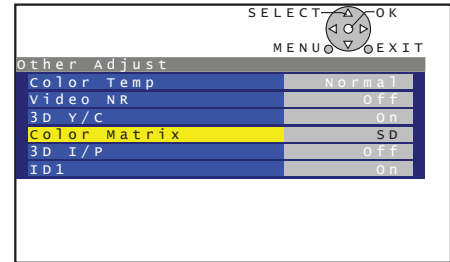 SELECT OK
MENU EXIT
Other Adjust
Color Temp Normal
Video NR Off
3D Y/C On
Color Matrix SD
3D I/P Off
ID1 On